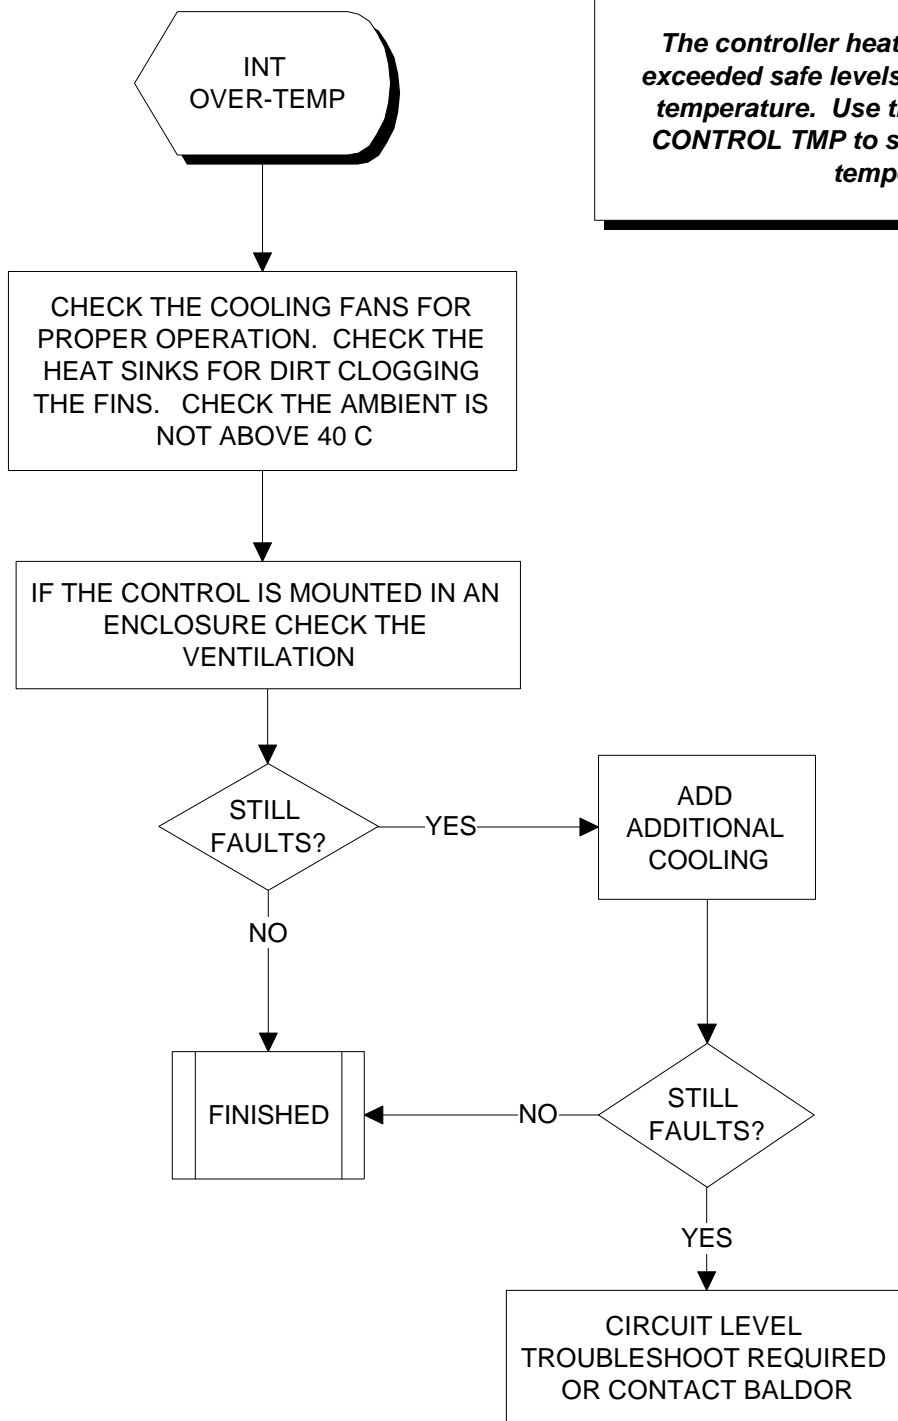 INT
OVER-TEMP
The controller heat
exceeded safe levels
temperature. Use
CONTROL TMP to
CHECK THE COOLING FANS FOR
PROPER OPERATION. CHECK THE
HEAT SINKS FOR DIRT CLOGGING
THE FINS. CHECK THE AMBIENT IS
NOT ABOVE 40 C
IF THE CONTROL IS MOUNTED IN AN
ENCLOSURE CHECK THE
VENTILATION
STILL
FAULTS?
YES
ADD
ADDITIONAL
COOLING
NO
FINISHED
NO
STILL
FAULTS?
YES
CIRCUIT LEVEL
TROUBLESHOOT REQUIRED
OR CONTACT BALDOR